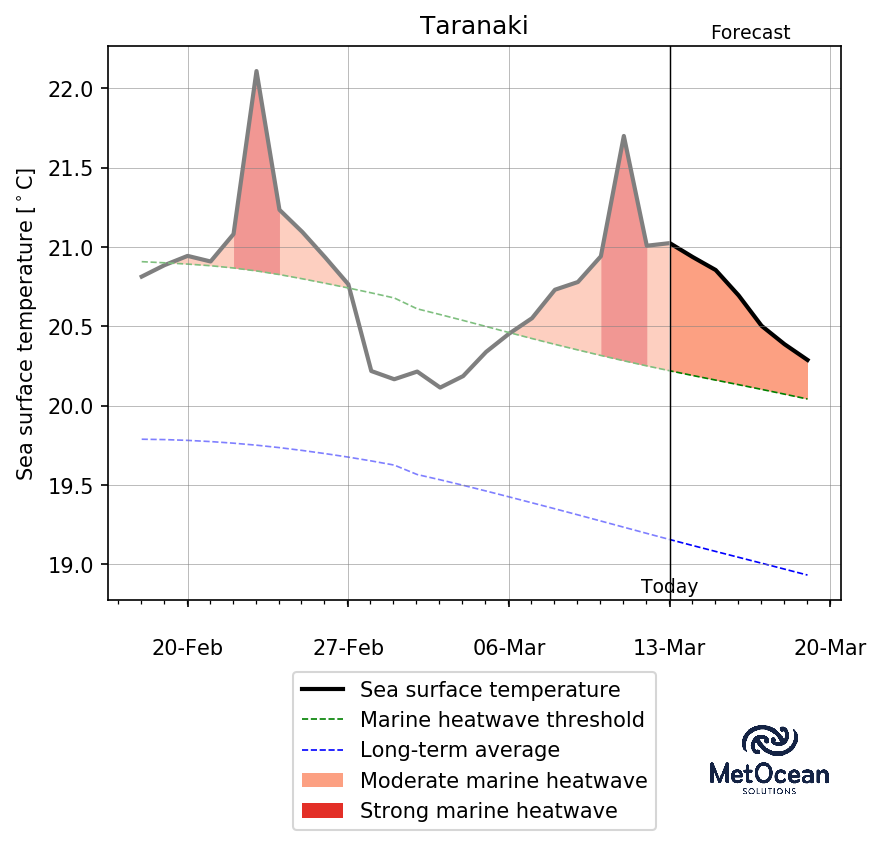 Taranaki
Forecast
22.0
21.5
21.0
20.5
20.0
19.5
19.0
Sea surface temperature [°C]
Today
20-Feb 27-Feb 06-Mar 13-Mar 20-Mar
Sea surface temperature
Marine heatwave threshold
Long-term average
Moderate marine heatwave
Strong marine heatwave
MetOcean
SOLUTIONS